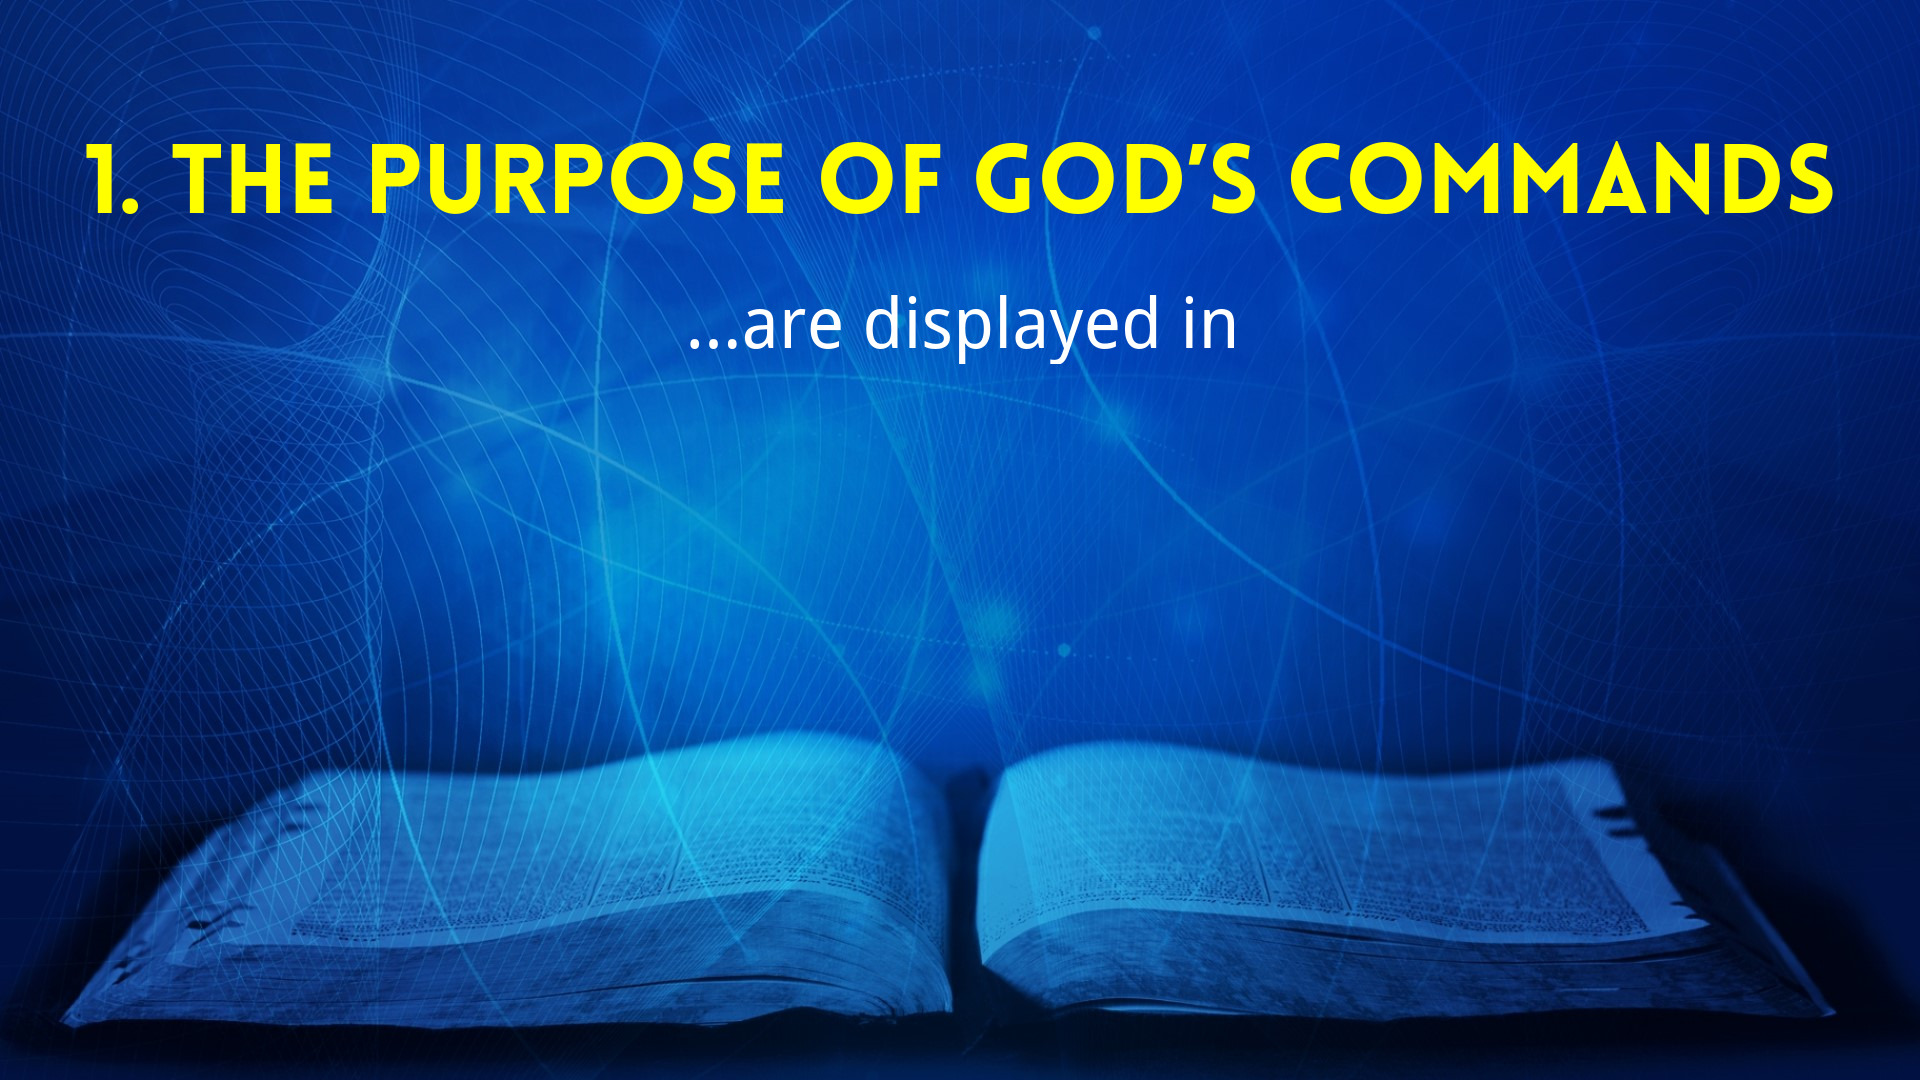 1. THE PURPOSE OF GOD’S COMMANDS
...are displayed in